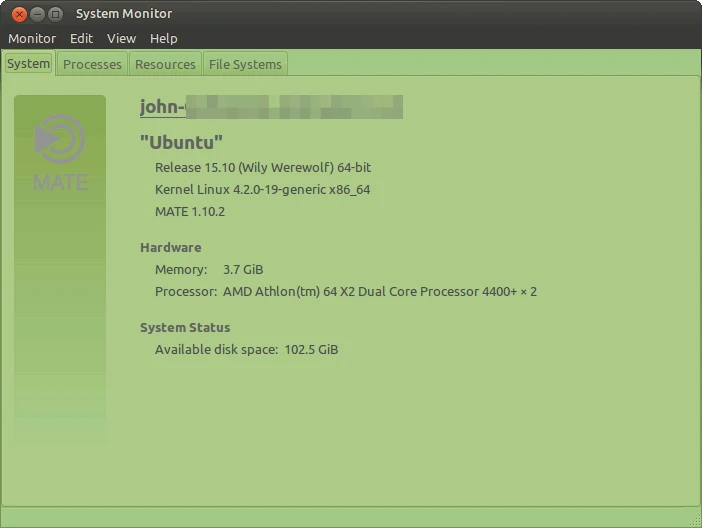 System Monitor
Monitor Edit View Help
System Processes Resources File Systems
MATE
john-
"Ubuntu"
Release 15.10 (Wily Werewolf) 64-bit
Kernel Linux 4.2.0-19-generic x86_64
MATE 1.10.2
Hardware
Memory: 3.7 GiB
Processor: AMD Athlon(tm) 64 X2 Dual Core Processor 4400+ × 2
System Status
Available disk space: 102.5 GiB